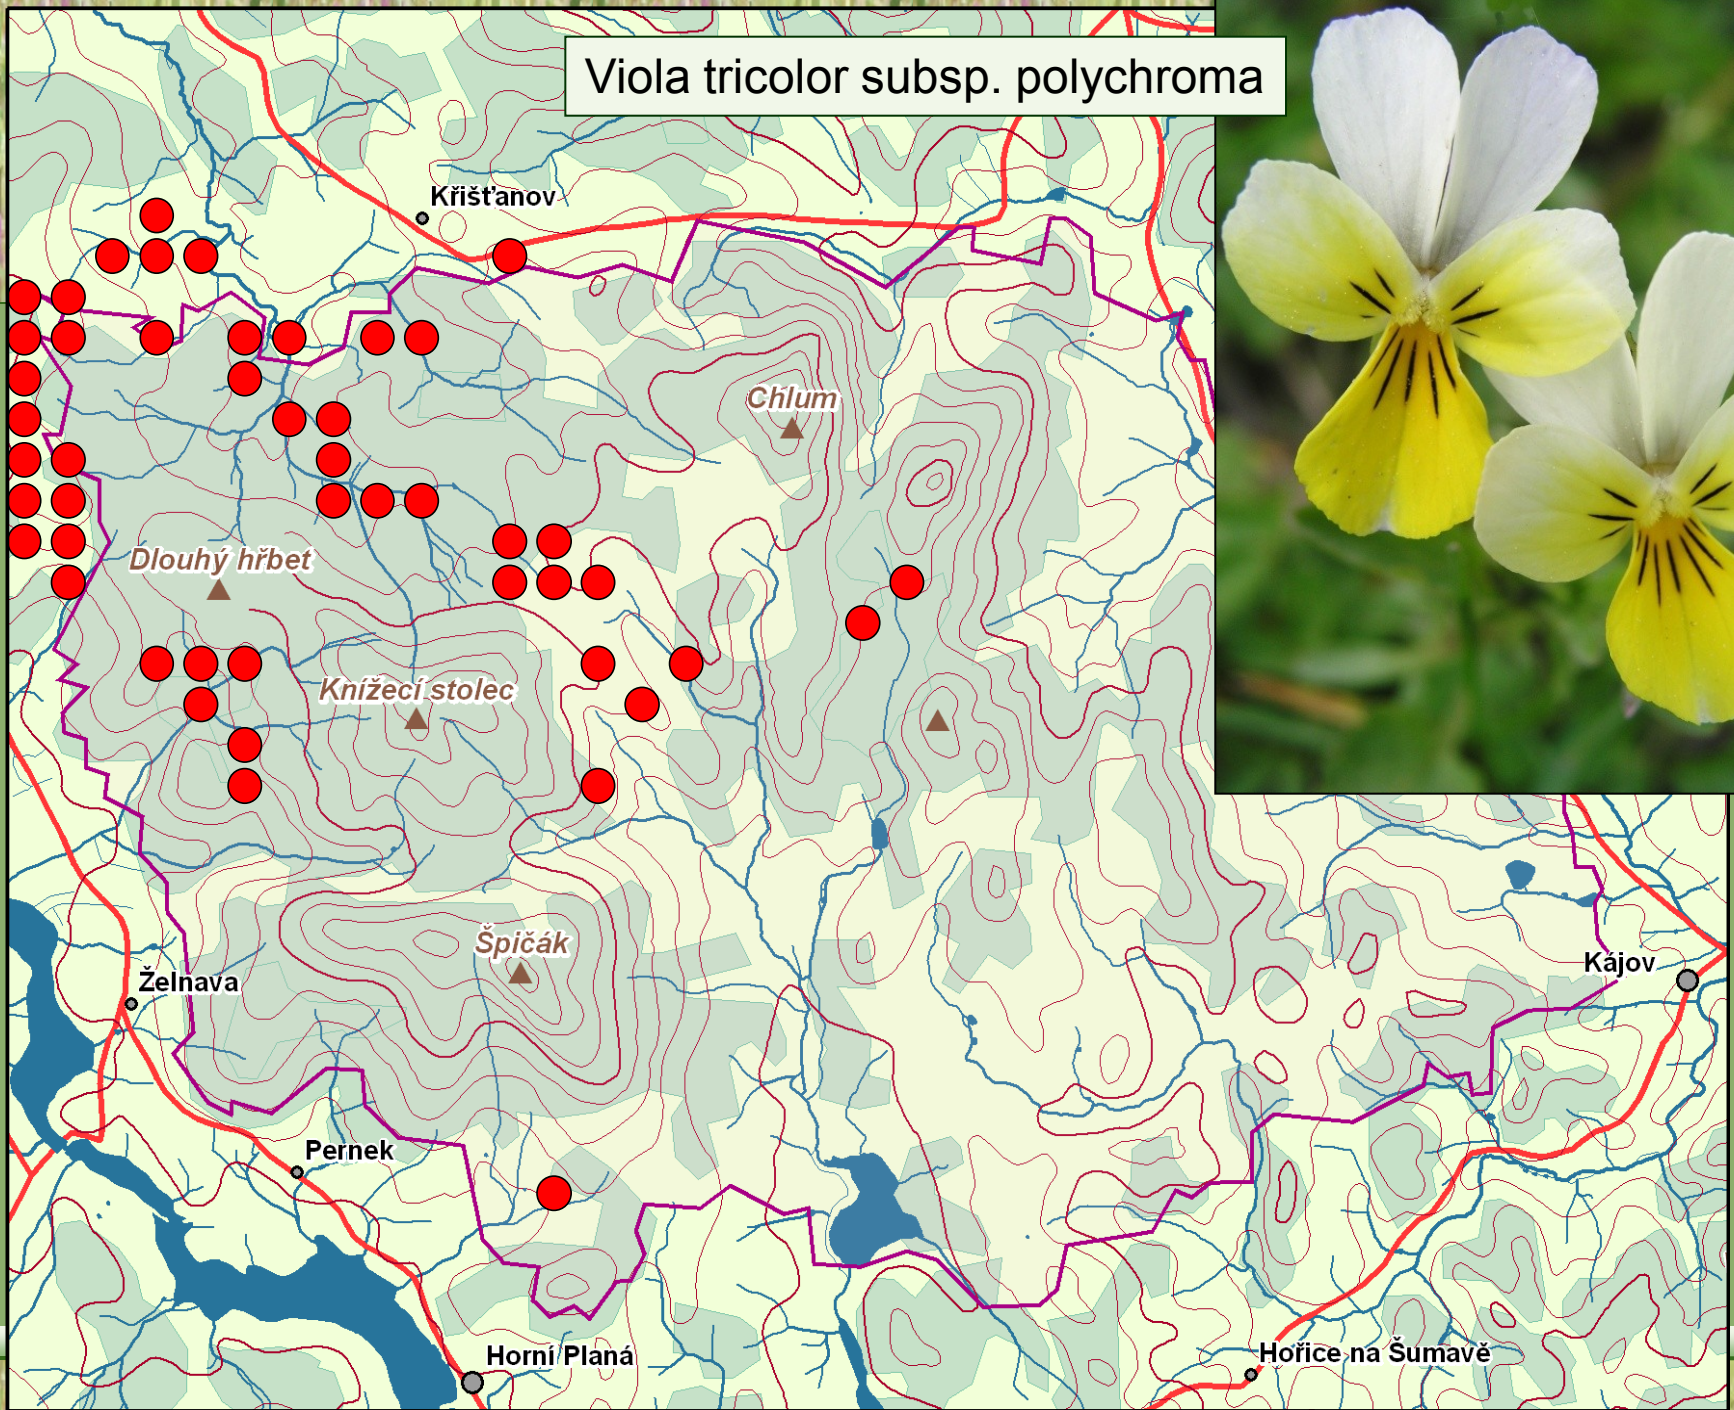 Viola tricolor subsp. polychroma
Křišťanov
Chlum
Dlouhý hřbet
Knížecí stolec
Špičák
Kájov
Želnava
Pernek
Horní Planá
Hořice na Šumavě